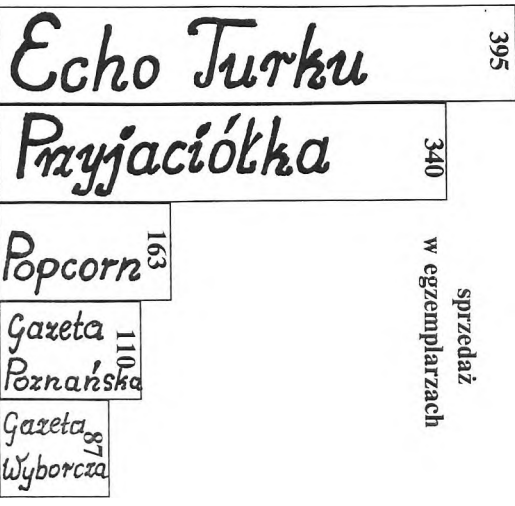 Echo Turku
395
Przyjaciółka
340
Popcorn
163
Gazeta
Poznańska
110
Gazeta
Wyborcza
87
sprzedaż
w egzemplarzach